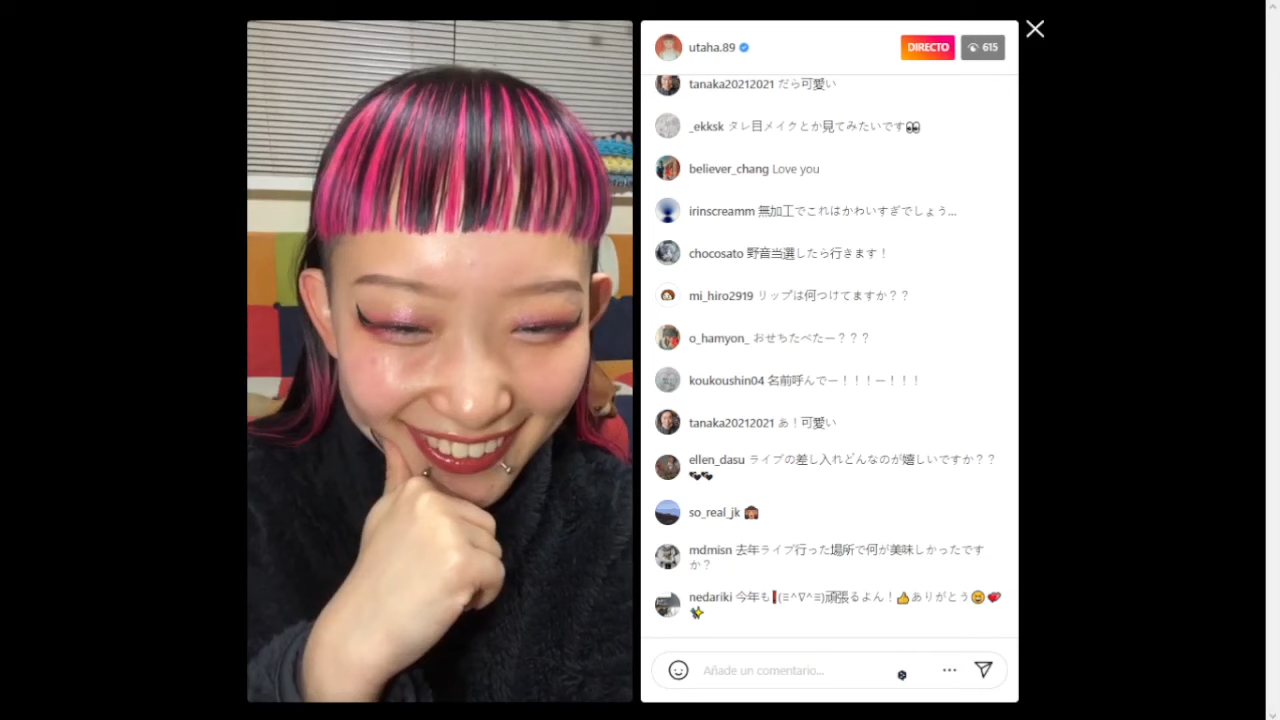 utaha.89
DIRECTO
615
tanaka20212021 だら可愛い
_ekksk タレ目メイクとか見てみたいです👀
believer_chang Love you
irinscreamm 無加工でこれはかわいすぎでしょう…
chocosato 野音当選したら行きます！
mi_hiro2919 リップは何つけてますか？？
o_hamyon_ おせちたべたー？？？
koukoushin04 名前呼んでー！！！ー！！！
tanaka20212021 あ！可愛い
ellen_dasu ライブの差し入れどんなのが嬉しいですか？？
🕶🕶
so_real_jk
mdmisn 去年ライブ行った場所で何が美味しかったです
か？
nedariki 今年も(≡^∇^≡)頑張るよん！👍ありがとう😄💕
✨
Añade un comentario...